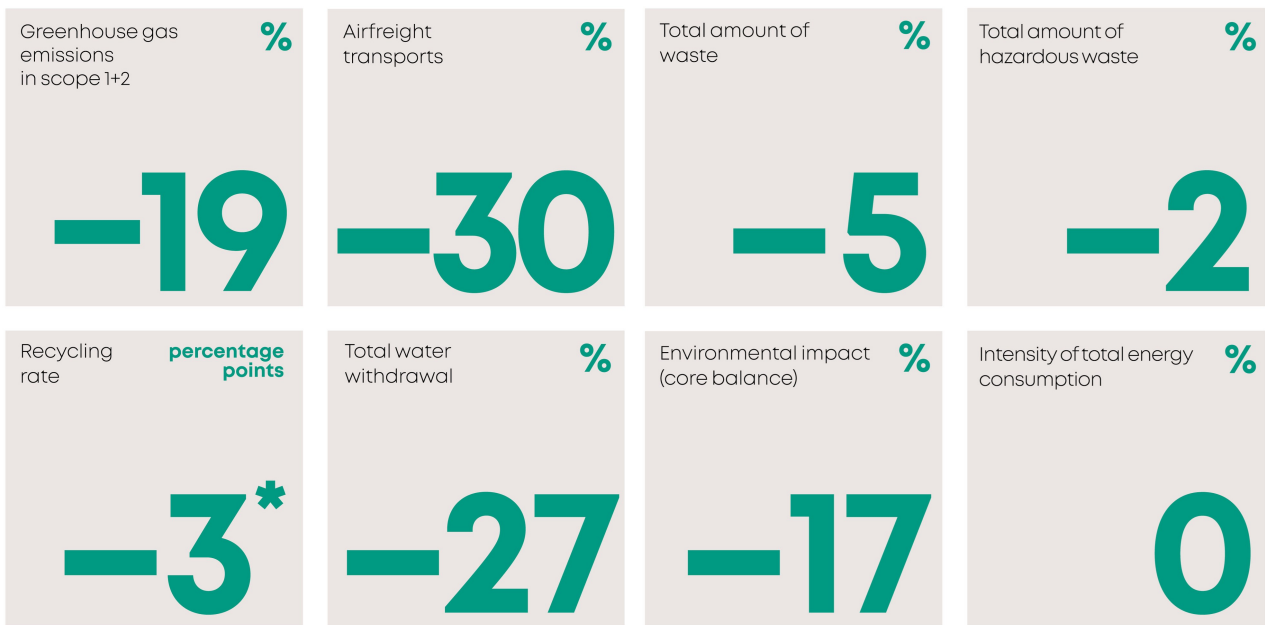 Greenhouse gas
emissions
in scope 1+2
%
–19
Airfreight
transports
%
–30
Total amount of
waste
%
–5
Total amount of
hazardous waste
%
–2
Recycling
rate
percentage
points
–3*
Total water
withdrawal
%
–27
Environmental impact
(core balance)
%
–17
Intensity of total energy
consumption
%
0